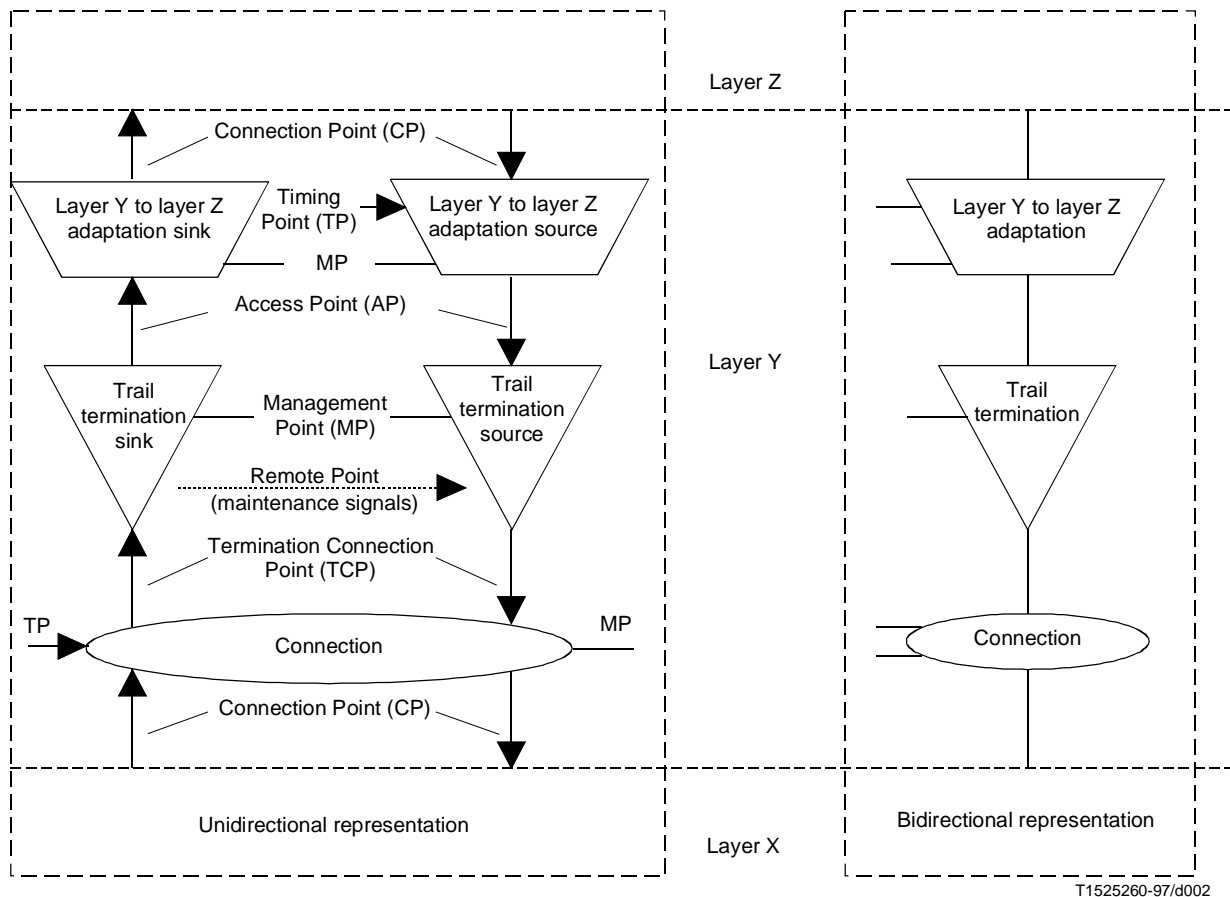 Layer Z
Connection Point (CP)
Layer Y to layer Z
adaptation sink
Timing
Point (TP)
Layer Y to layer Z
adaptation source
Layer Y to layer Z
adaptation
MP
Access Point (AP)
Layer Y
Trail
termination
sink
Management
Point (MP)
Trail
termination
source
Trail
termination
Remote Point
(maintenance signals)
Termination Connection
Point (TCP)
TP
Connection
MP
Connection
Connection Point (CP)
Unidirectional representation
Layer X
Bidirectional representation
T1525260-97/d002